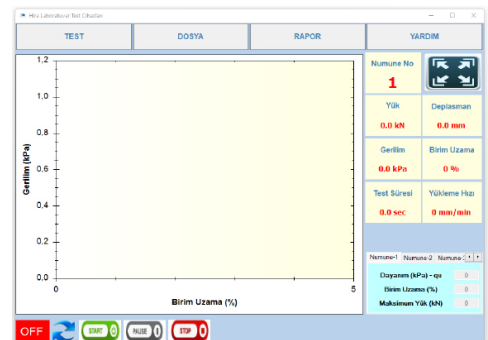 Hira Laboratuvar Test Cihazları
TEST DOSYA RAPOR YARDIM
Numune No
1
Yük Deplasman
0.0 kN 0.0 mm
Gerilim Birim Uzama
0.0 kPa 0 %
Test Süresi Yükleme Hızı
0.0 sec 0 mm/min
Gerilim (kPa)
1,2
1,0
0,8
0,6
0,4
0,2
0,0
0 5
Birim Uzama (%)
Numune-1 Numune-2 Numune-3
Dayanım (kPa) - qu 0
Birim Uzama (%) 0
Maksimum Yük (kN) 0
OFF START PAUSE STOP